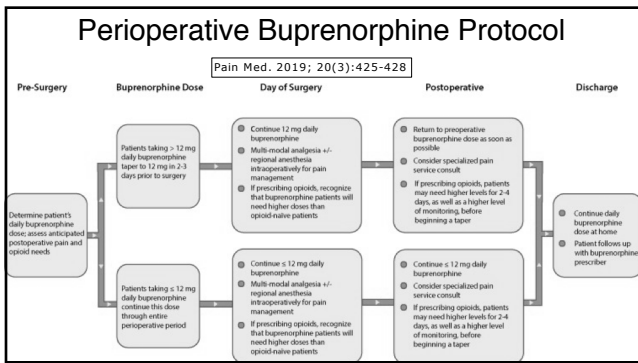 Perioperative Buprenorphine Protocol
Pain Med. 2019; 20(3):425-428
Pre-Surgery
Buprenorphine Dose
Day of Surgery
Postoperative
Discharge
Determine patient's
daily buprenorphine
dose; assess anticipated
postoperative pain and
opioid needs
Patients taking > 12 mg
daily buprenorphine
taper to 12 mg in 2-3
days prior to surgery
Continue 12 mg daily
buprenorphine
Multi-modal analgesia +/-
regional anesthesia
intraoperatively for pain
management
If prescribing opioids, recognize
that buprenorphine patients will
need higher doses than
opioid-naïve patients
Return to preoperative
buprenorphine dose as soon as
possible
Consider specialized pain
service consult
If prescribing opioids, patients
may need higher levels for 2-4
days, as well as a higher level
of monitoring, before
beginning a taper
Patients taking ≤ 12 mg
daily buprenorphine
continue this dose
through entire
perioperative period
Continue ≤ 12 mg daily
buprenorphine
Multi-modal analgesia +/-
regional anesthesia
intraoperatively for pain
management
If prescribing opioids, recognize
that buprenorphine patients will
need higher doses than
opioid-naïve patients
Continue ≤ 12 mg daily
buprenorphine
Consider specialized pain
service consult
If prescribing opioids, patients
may need higher levels for 2-4
days, as well as a higher level
of monitoring, before
beginning a taper
Continue daily
buprenorphine
dose at home
Patient follows up
with buprenorphine
prescriber